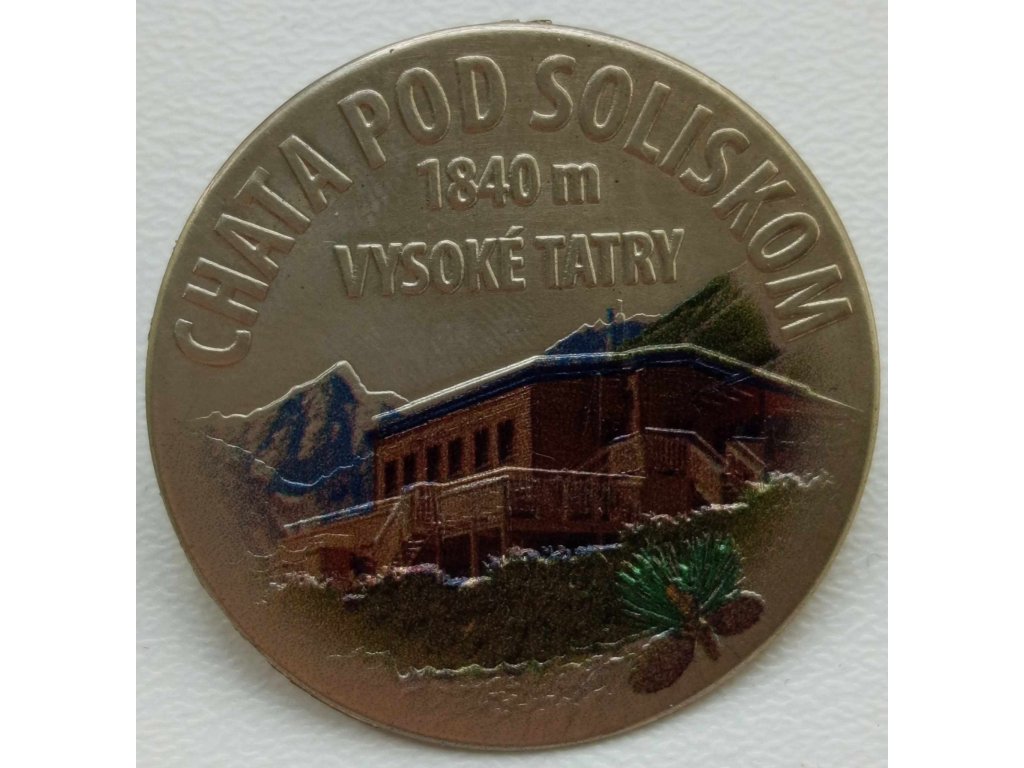 CHATA POD SOLISKOM
1840 m
VYSOKÉ TATRY